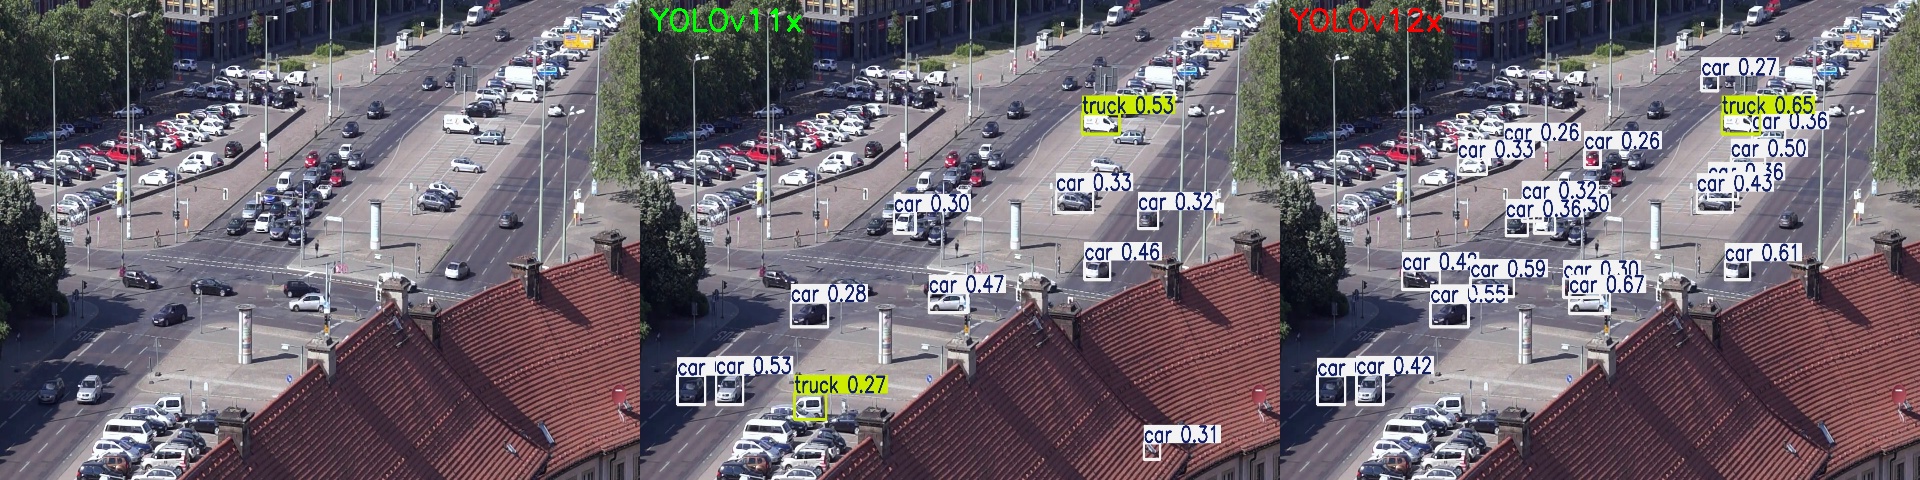 YOLOv11x
truck 0.53
car 0.33
car 0.32
car 0.30
car 0.46
car 0.47
car 0.28
car
car 0.53
truck 0.27
car 0.31
YOLOv12x
car 0.27
truck 0.65
car 0.36
car 0.26
car 0.26
car 0.33
car 0.50
car 0.43
car 0.32
car 0.36
car 0.59
car 0.30
car 0.61
car 0.67
car 0.55
car
car 0.42